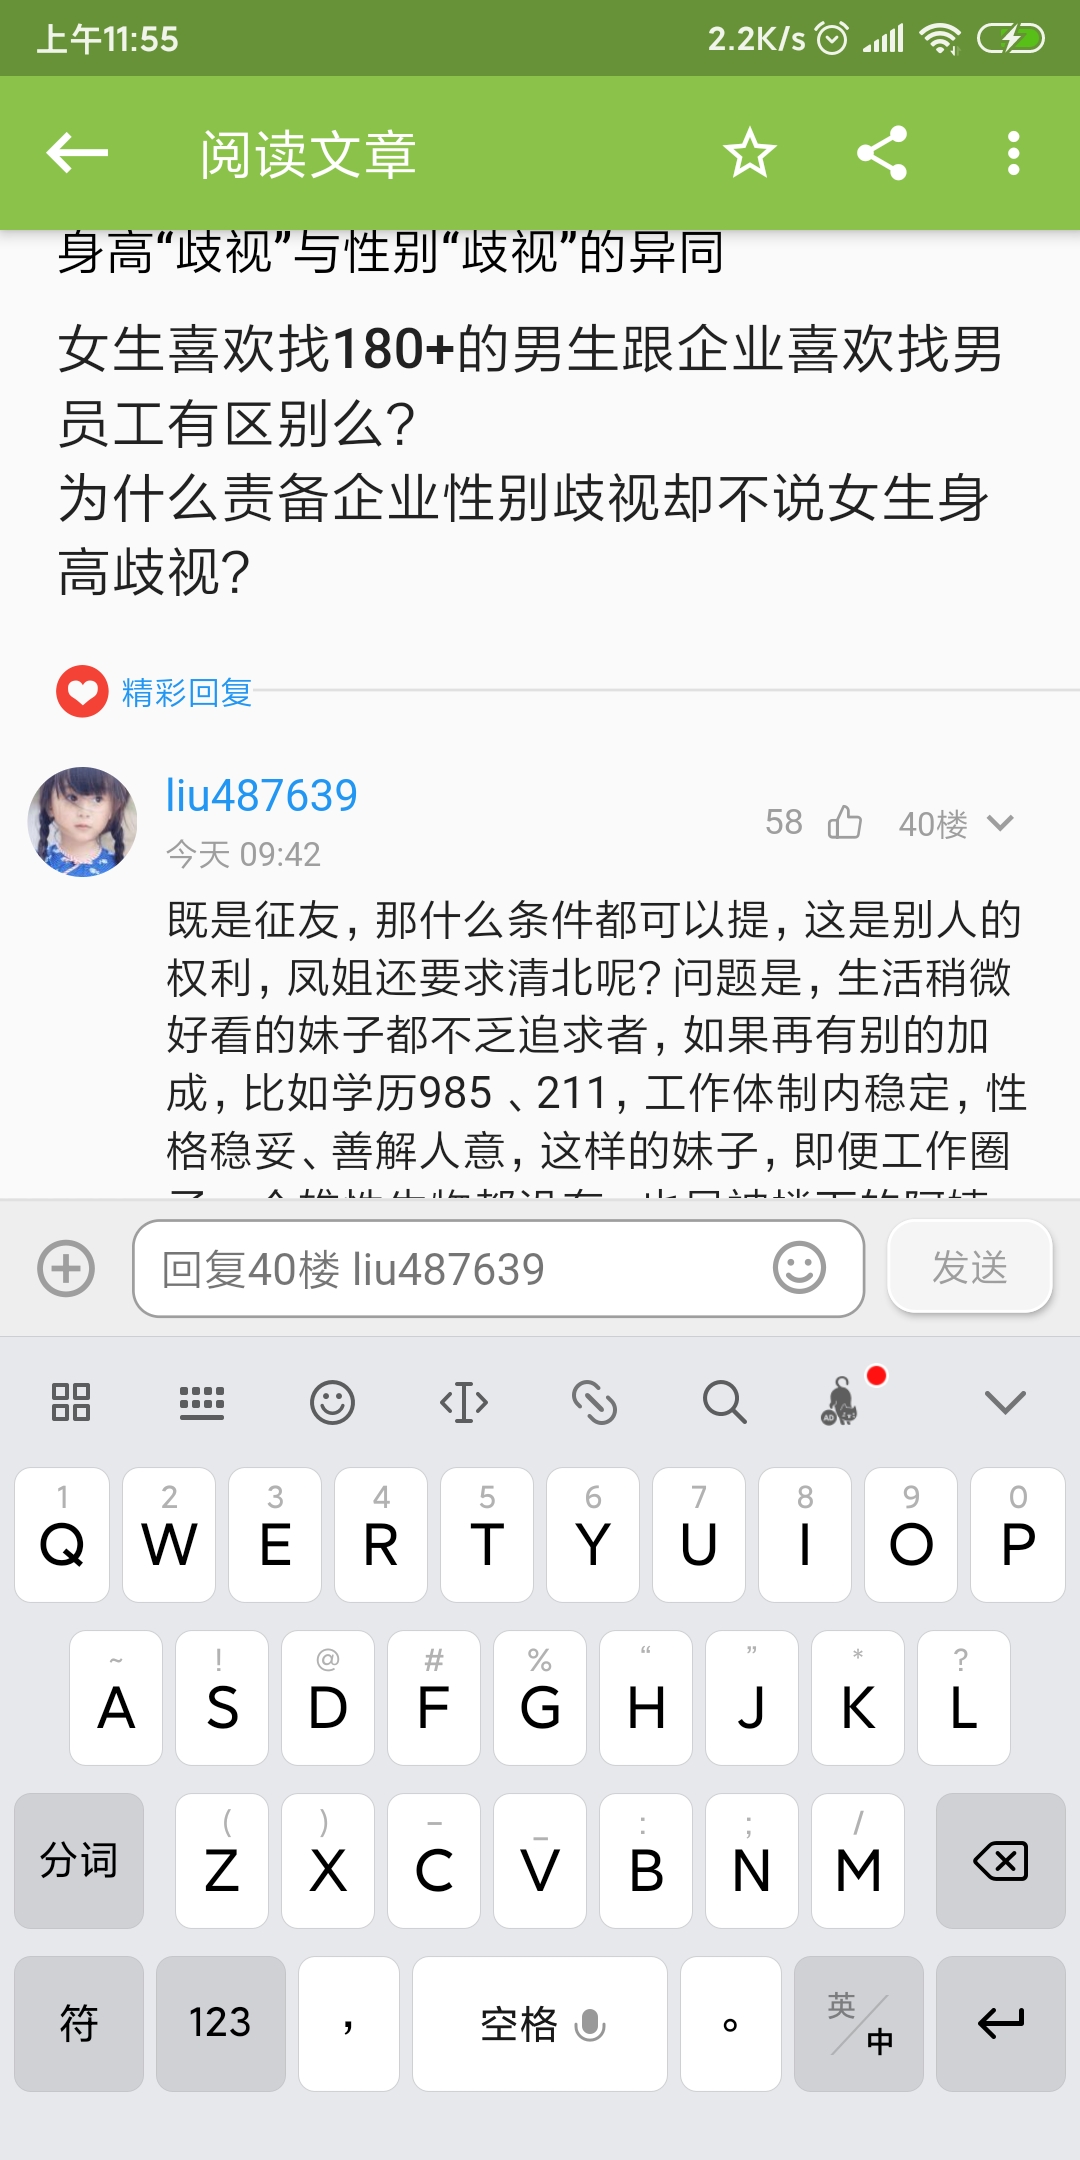 上午11:55
2.2K/s
阅读文章
身高“歧视”与性别“歧视”的异同
女生喜欢找180+的男生跟企业喜欢找男
员工有区别么?
为什么责备企业性别歧视却不说女生身
高歧视?
精彩回复
liu487639
58
40楼
今天 09:42
既是征友,那什么条件都可以提,这是别人的
权利,凤姐还要求清北呢?问题是,生活稍微
好看的妹子都不乏追求者,如果再有别的加
成,比如学历985 、211,工作体制内稳定,性
格稳妥、善解人意,这样的妹子,即便工作圈
回复40楼 liu487639
发送
AD
1 2 3 4 5 6 7 8 9 0
Q W E R T Y U I O P
~ ! @ # % “ ” * ?
A S D F G H J K L
( ) – _ : ; /
分词 Z X C V B N M
符 123 , 空格 。 英/中